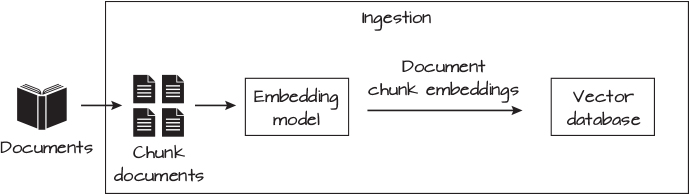 Ingestion
Documents
Chunk
documents
Embedding
model
Document
chunk embeddings
Vector
database